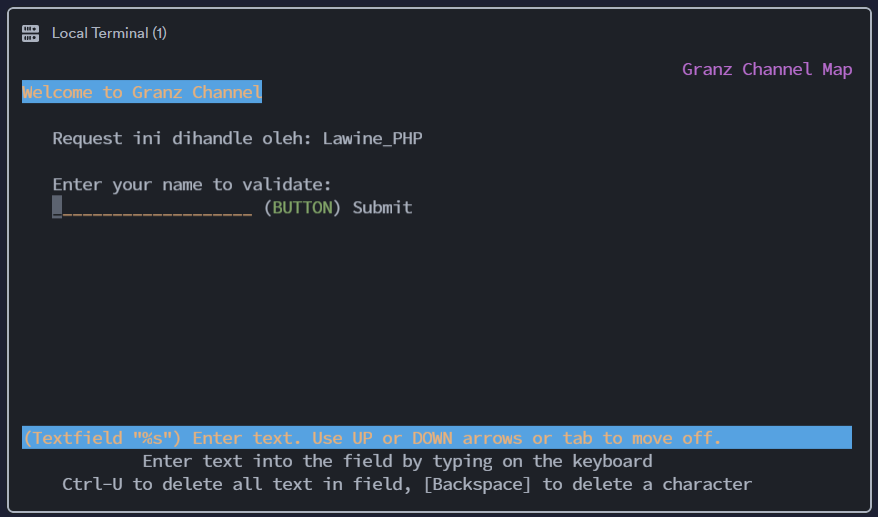 Local Terminal (1)
Granz Channel Map
Welcome to Granz Channel
Request ini dihandle oleh: Lawine_PHP
Enter your name to validate:
____________________ (BUTTON) Submit
(Textfield "%s") Enter text. Use UP or DOWN arrows or tab to move off.
Enter text into the field by typing on the keyboard
Ctrl-U to delete all text in field, [Backspace] to delete a character